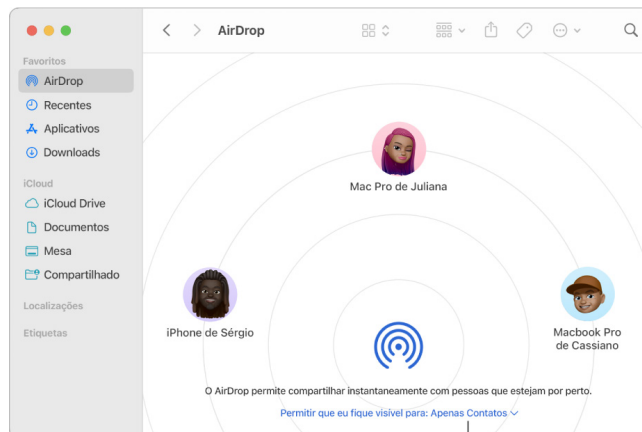 AirDrop
Favoritos
AirDrop
Recentes
Aplicativos
Downloads
iCloud
iCloud Drive
Documentos
Mesa
Compartilhado
Localizações
Etiquetas
Mac Pro de Juliana
iPhone de Sérgio
Macbook Pro
de Cassiano
O AirDrop permite compartilhar instantaneamente com pessoas que estejam por perto.
Permitir que eu fique visível para: Apenas Contatos